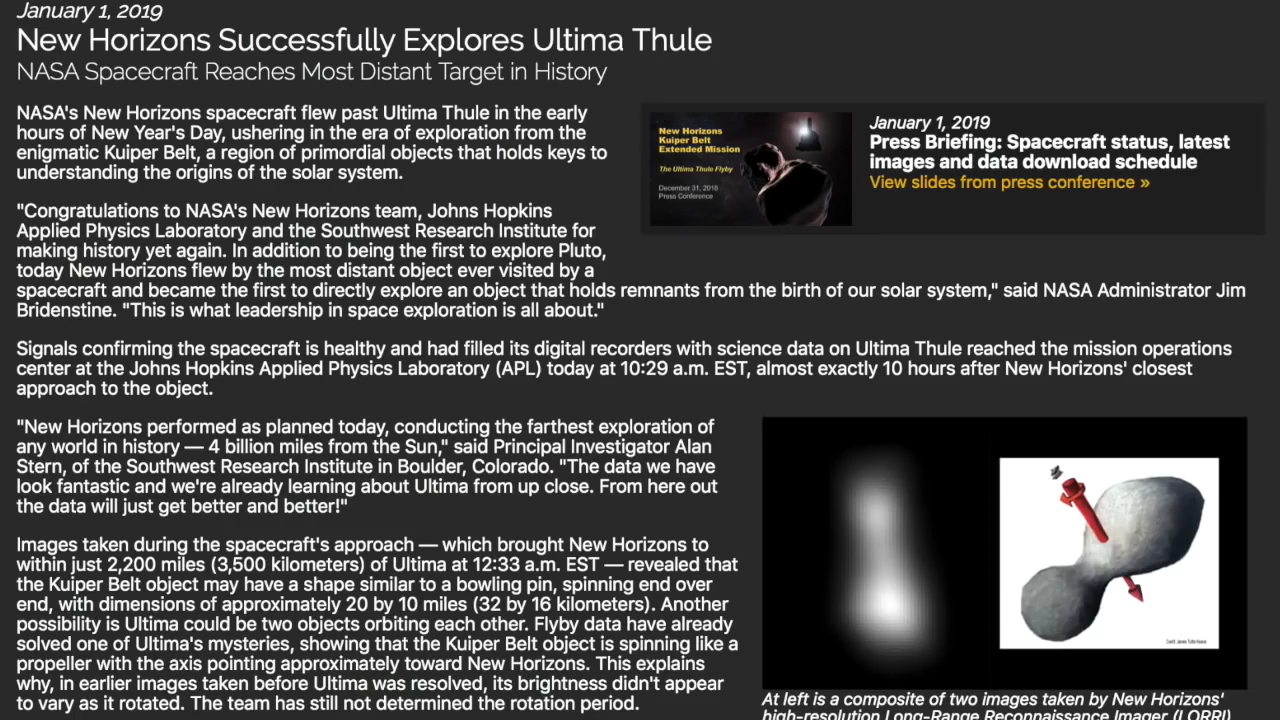 January 1, 2019
New Horizons Successfully Explores Ultima Thule
NASA Spacecraft Reaches Most Distant Target in History
NASA's New Horizons spacecraft flew past Ultima Thule in the early
hours of New Year's Day, ushering in the era of exploration from the
enigmatic Kuiper Belt, a region of primordial objects that holds keys to
understanding the origins of the solar system.
New Horizons
Kuiper Belt
Extended Mission
The Ultima Thule Flyby
December 31, 2018
Press Conference
January 1, 2019
Press Briefing: Spacecraft status, latest
images and data download schedule
View slides from press conference »
"Congratulations to NASA's New Horizons team, Johns Hopkins
Applied Physics Laboratory and the Southwest Research Institute for
making history yet again. In addition to being the first to explore Pluto,
today New Horizons flew by the most distant object ever visited by a
spacecraft and became the first to directly explore an object that holds remnants from the birth of our solar system," said NASA Administrator Jim
Bridenstine. "This is what leadership in space exploration is all about."
Signals confirming the spacecraft is healthy and had filled its digital recorders with science data on Ultima Thule reached the mission operations
center at the Johns Hopkins Applied Physics Laboratory (APL) today at 10:29 a.m. EST, almost exactly 10 hours after New Horizons' closest
approach to the object.
"New Horizons performed as planned today, conducting the farthest exploration of
any world in history — 4 billion miles from the Sun," said Principal Investigator Alan
Stern, of the Southwest Research Institute in Boulder, Colorado. "The data we have
look fantastic and we're already learning about Ultima from up close. From here out
the data will just get better and better!"
Images taken during the spacecraft's approach — which brought New Horizons to
within just 2,200 miles (3,500 kilometers) of Ultima at 12:33 a.m. EST — revealed that
the Kuiper Belt object may have a shape similar to a bowling pin, spinning end over
end, with dimensions of approximately 20 by 10 miles (32 by 16 kilometers). Another
possibility is Ultima could be two objects orbiting each other. Flyby data have already
solved one of Ultima's mysteries, showing that the Kuiper Belt object is spinning like a
propeller with the axis pointing approximately toward New Horizons. This explains
why, in earlier images taken before Ultima was resolved, its brightness didn't appear
to vary as it rotated. The team has still not determined the rotation period.
Credit: James Tuttle Keane
At left is a composite of two images taken by New Horizons'
high-resolution Long-Range Reconnaissance Imager (LORRI)